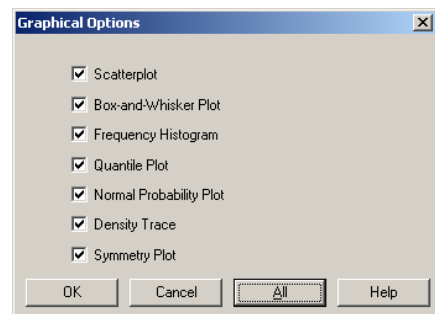 Graphical Options
Scatterplot
Box-and-Whisker Plot
Frequency Histogram
Quantile Plot
Normal Probability Plot
Density Trace
Symmetry Plot
OK Cancel All Help